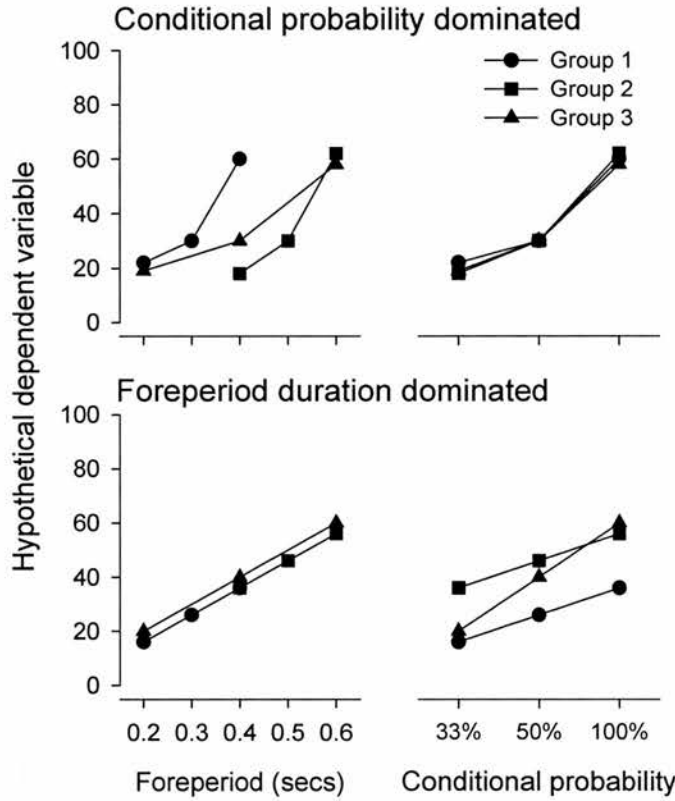 Conditional probability dominated
Group 1
Group 2
Group 3
100
80
60
40
20
0
Hypothetical dependent variable
Foreperiod duration dominated
100
80
60
40
20
0
0.2 0.3 0.4 0.5 0.6
33% 50% 100%
Foreperiod (secs)
Conditional probability